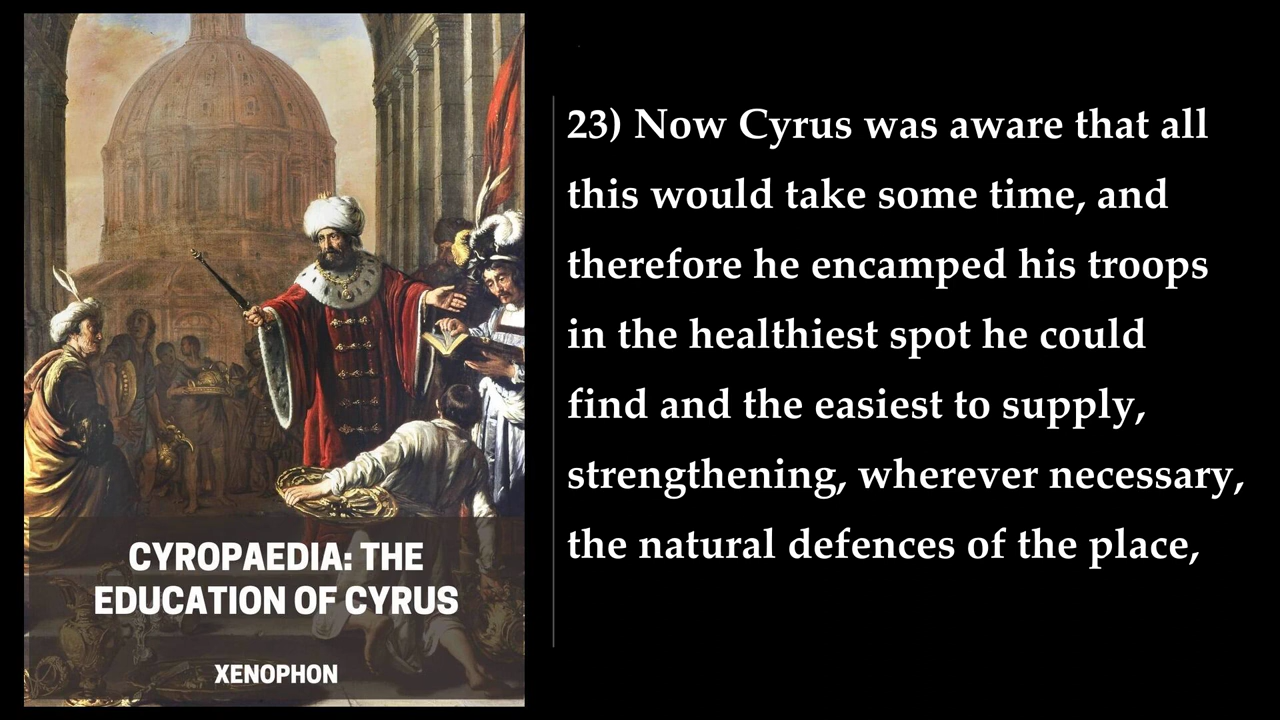 CYROPAEDIA: THE
EDUCATION OF CYRUS
XENOPHON
23) Now Cyrus was aware that all
this would take some time, and
therefore he encamped his troops
in the healthiest spot he could
find and the easiest to supply,
strengthening, wherever necessary,
the natural defences of the place,